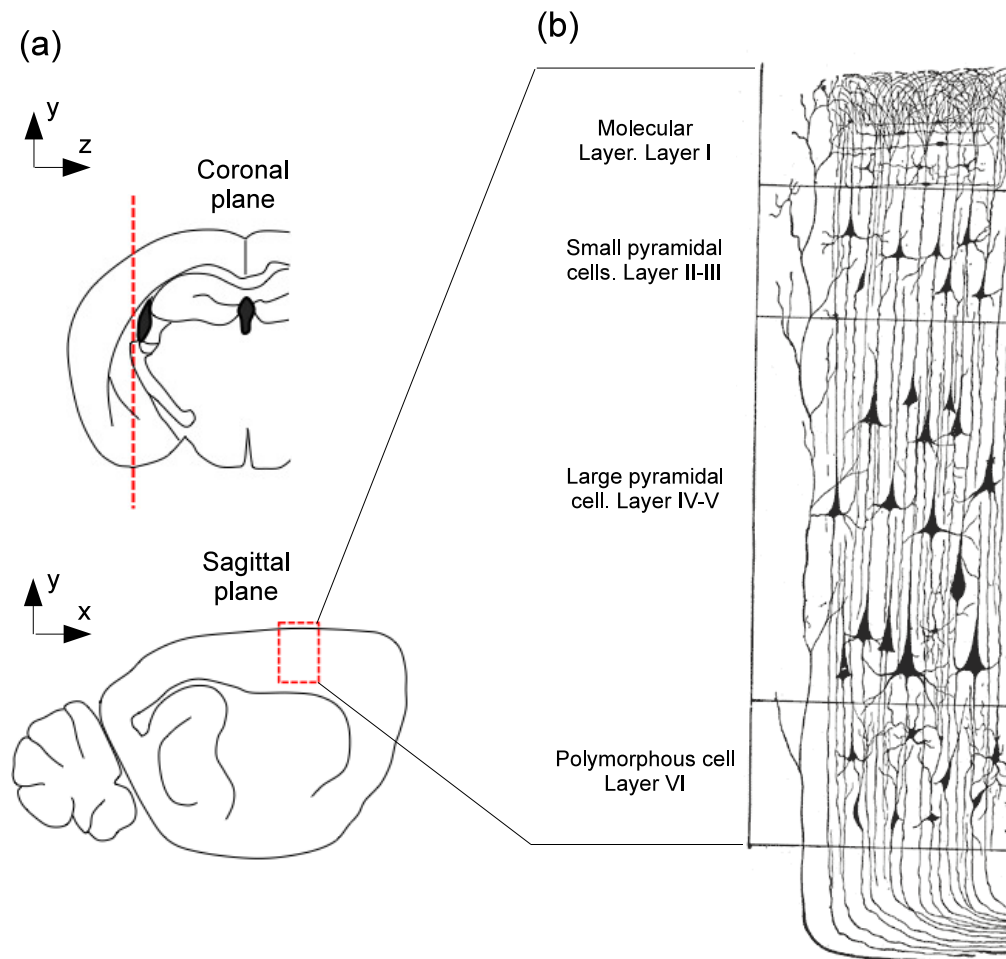 (a)
y
z
Coronal
plane
Sagittal
plane
y
x
(b)
Molecular
Layer. Layer I
Small pyramidal
cells. Layer II-III
Large pyramidal
cell. Layer IV-V
Polymorphous cell
Layer VI